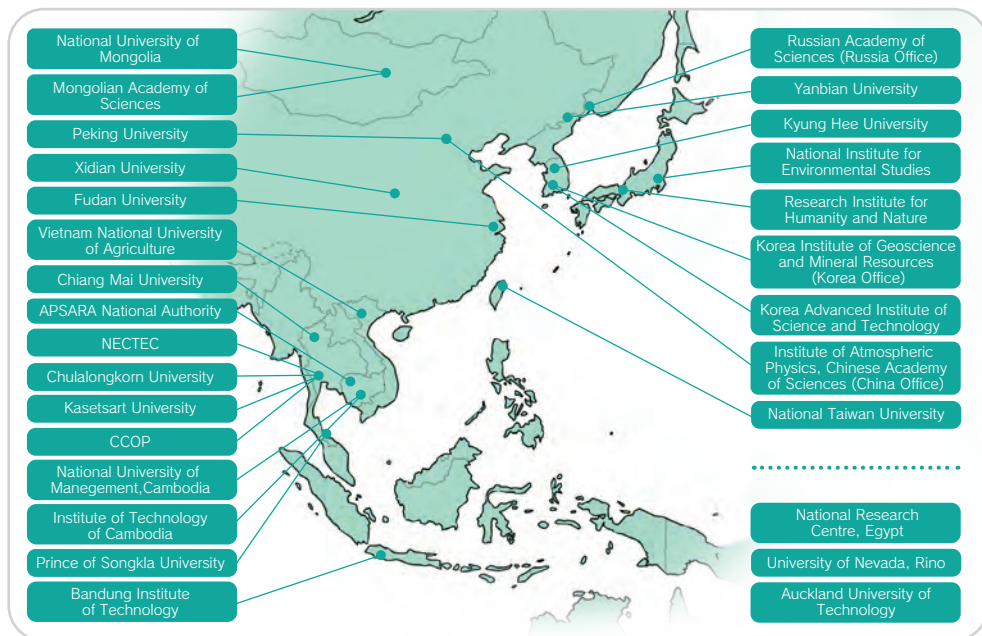 National University of
Mongolia
Mongolian Academy of
Sciences
Peking University
Xidian University
Fudan University
Vietnam National University
of Agriculture
Chiang Mai University
APSARA National Authority
NECTEC
Chulalongkorn University
Kasetsart University
CCOP
National University of
Manegement,Cambodia
Institute of Technology
of Cambodia
Prince of Songkla University
Bandung Institute
of Technology
Russian Academy of
Sciences (Russia Office)
Yanbian University
Kyung Hee University
National Institute for
Environmental Studies
Research Institute for
Humanity and Nature
Korea Institute of Geoscience
and Mineral Resources
(Korea Office)
Korea Advanced Institute of
Science and Technology
Institute of Atmospheric
Physics, Chinese Academy
of Sciences (China Office)
National Taiwan University
National Research
Centre, Egypt
University of Nevada, Rino
Auckland University of
Technology